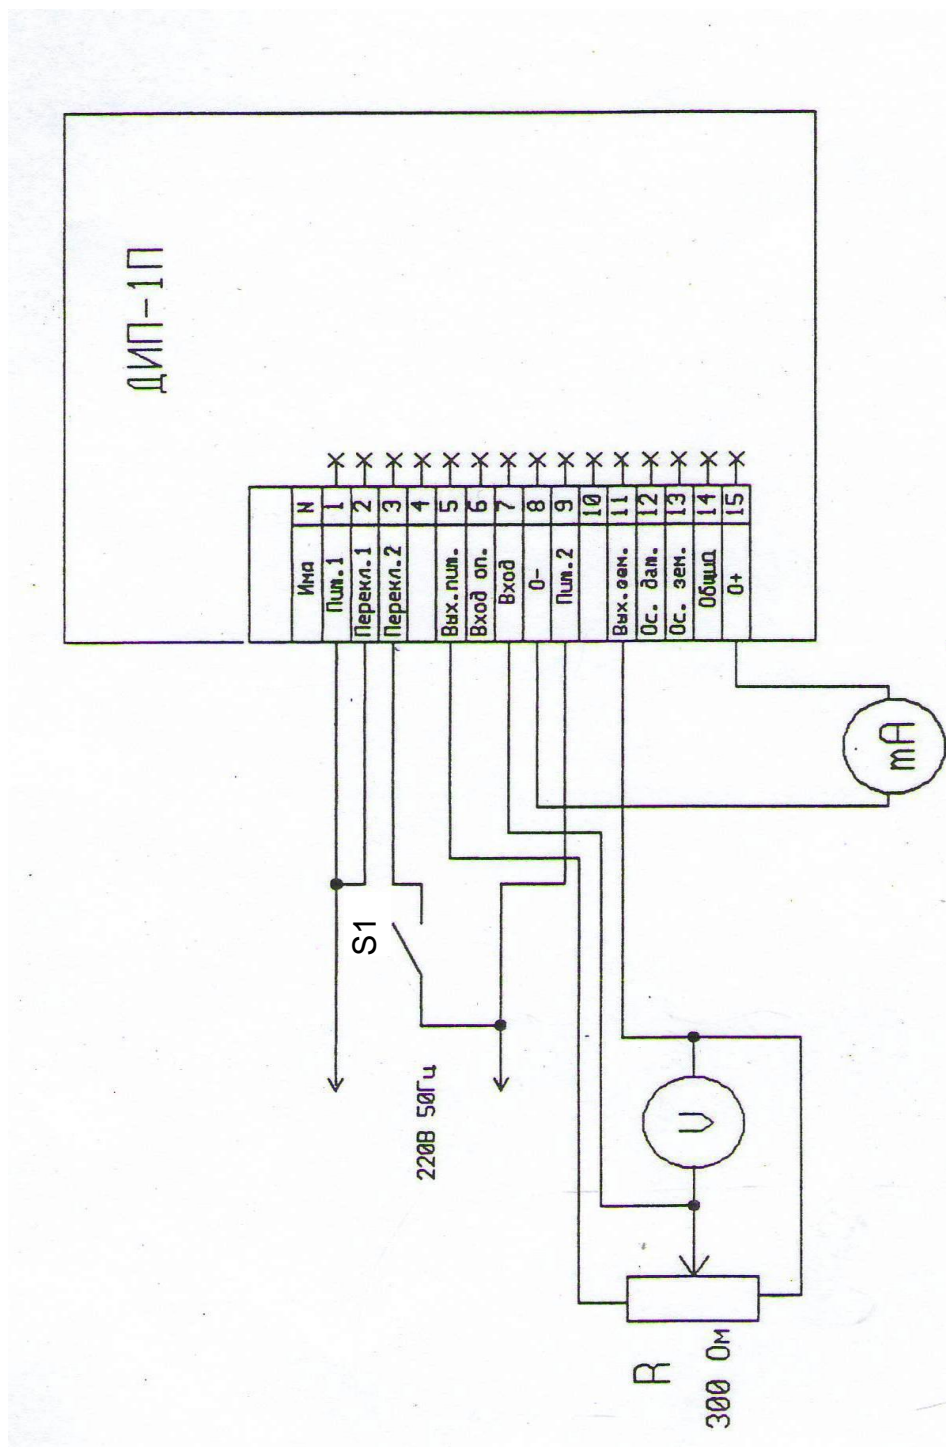 ДИП-1П
Имя N
Пит.1 1
Перекл.1 2
Перекл.2 3
4
Вых.пит. 5
Вход оп. 6
Вход 7
О- 8
Пит.2 9
10
Вых.зем. 11
Ос. дат. 12
Ос. зем. 13
Общий 14
О+ 15
S1
220В 50Гц
V
mA
R
300 Ом